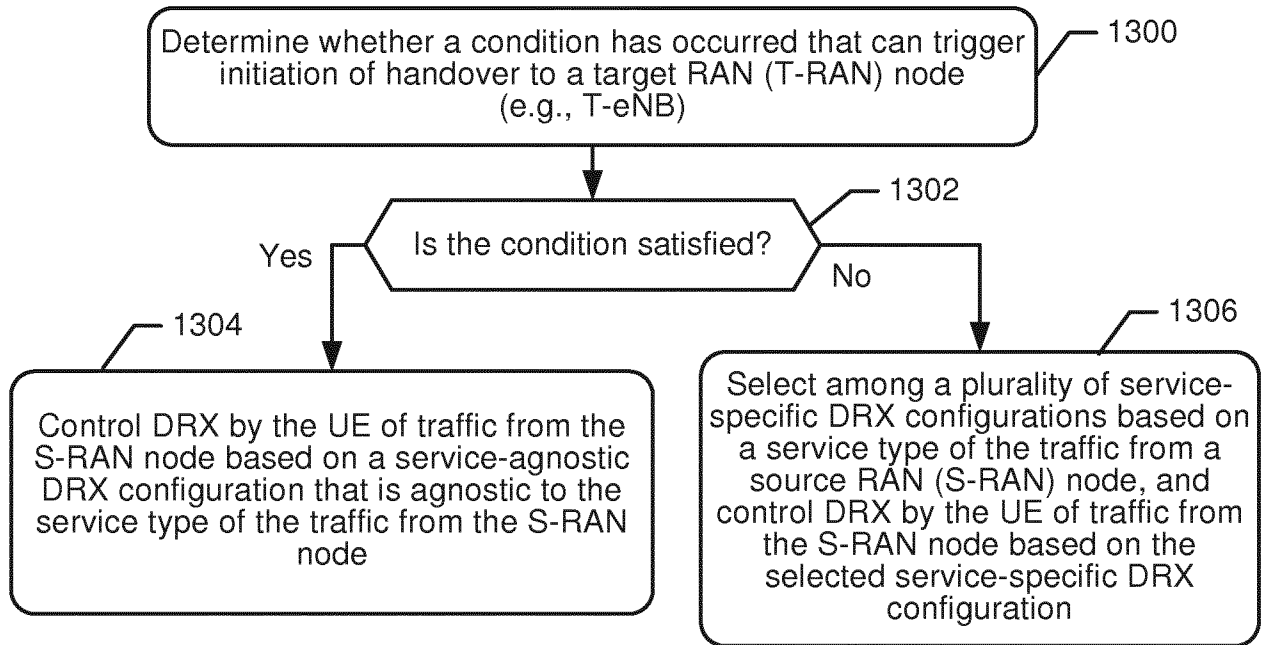 Determine whether a condition has occurred that can trigger
initiation of handover to a target RAN (T-RAN) node
(e.g., T-eNB)
1300
1302
Is the condition satisfied?
Yes
No
1304
Control DRX by the UE of traffic from the
S-RAN node based on a service-agnostic
DRX configuration that is agnostic to the
service type of the traffic from the S-RAN
node
1306
Select among a plurality of service-
specific DRX configurations based on
a service type of the traffic from a
source RAN (S-RAN) node, and
control DRX by the UE of traffic from
the S-RAN node based on the
selected service-specific DRX
configuration